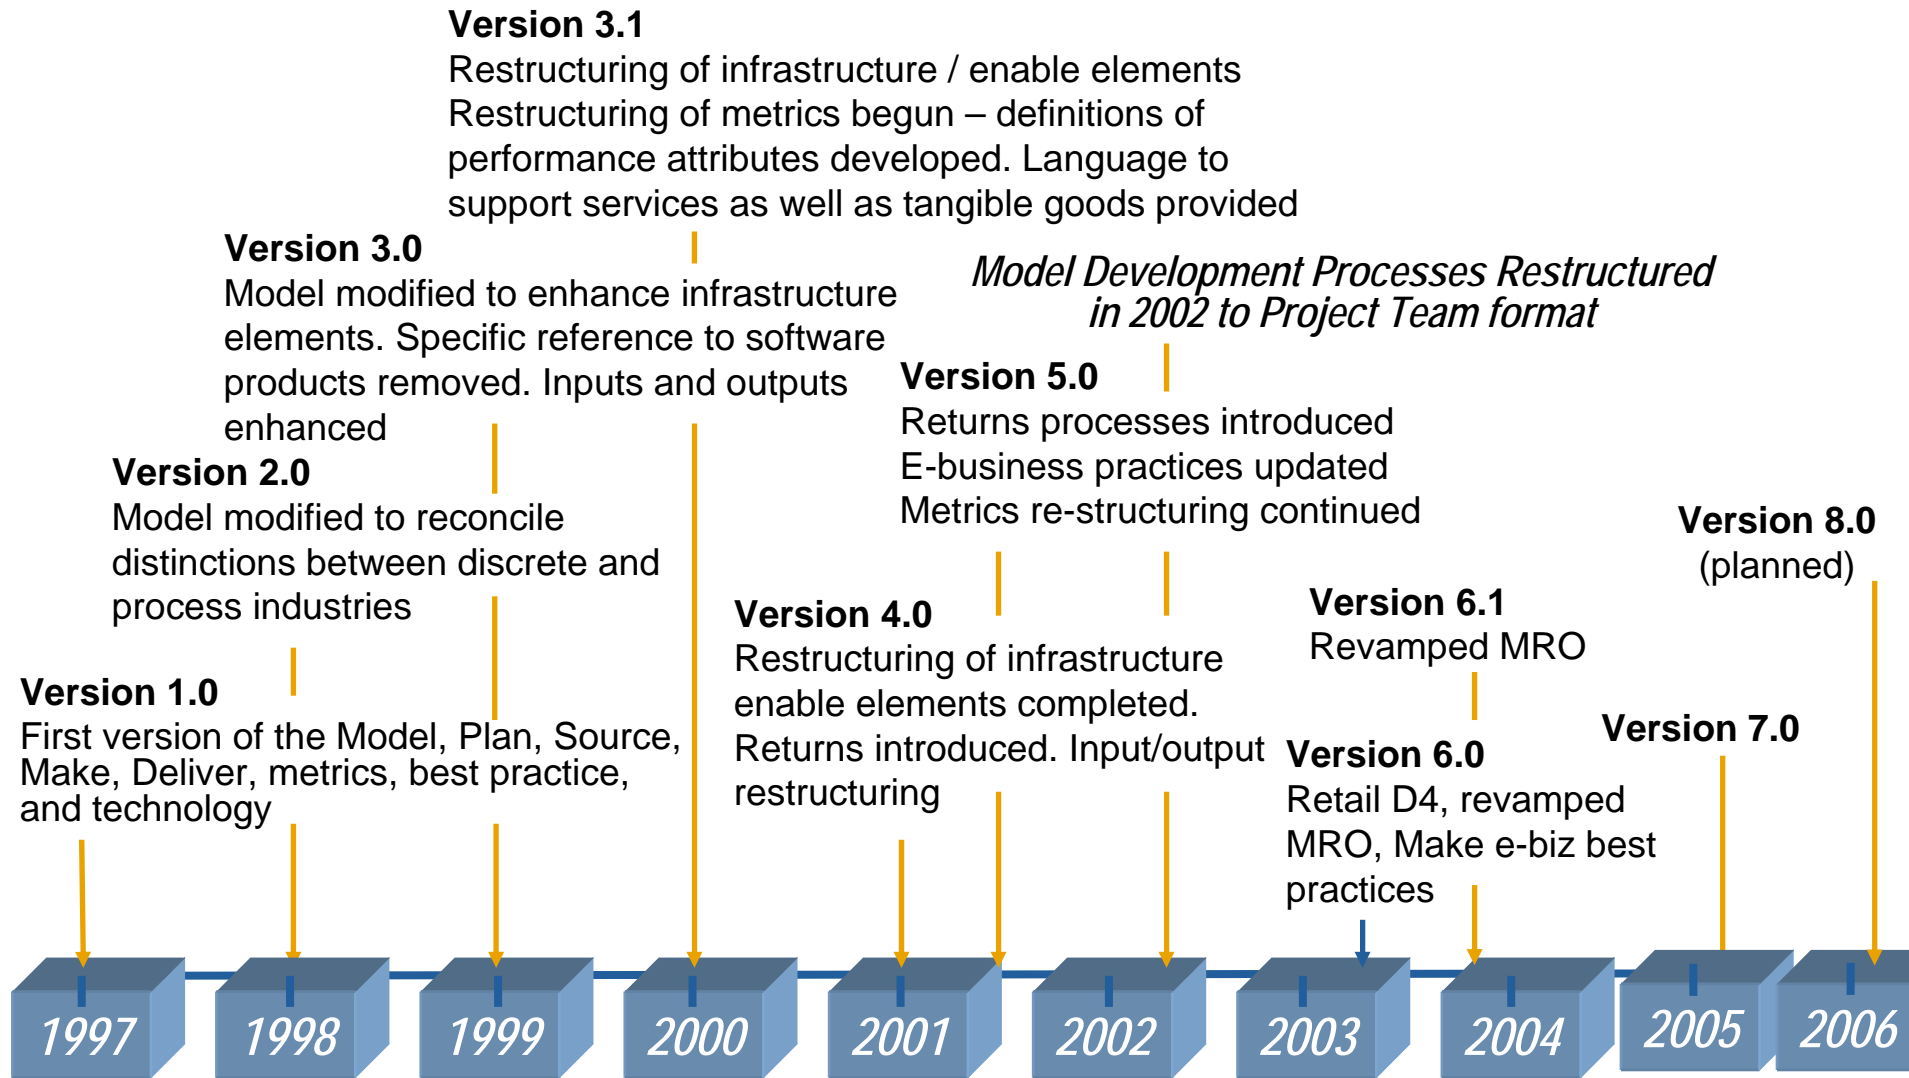 Version 3.1
Restructuring of infrastructure / enable elements
Restructuring of metrics begun – definitions of
performance attributes developed. Language to
support services as well as tangible goods provided
Version 3.0
Model modified to enhance infrastructure
elements. Specific reference to software
products removed. Inputs and outputs
enhanced
Model Development Processes Restructured
in 2002 to Project Team format
Version 5.0
Returns processes introduced
E-business practices updated
Metrics re-structuring continued
Version 2.0
Model modified to reconcile
distinctions between discrete and
process industries
Version 8.0
(planned)
Version 4.0
Restructuring of infrastructure
enable elements completed.
Returns introduced. Input/output
restructuring
Version 6.1
Revamped MRO
Version 1.0
First version of the Model, Plan, Source,
Make, Deliver, metrics, best practice,
and technology
Version 7.0
Version 6.0
Retail D4, revamped
MRO, Make e-biz best
practices
1997
1998
1999
2000
2001
2002
2003
2004
2005
2006